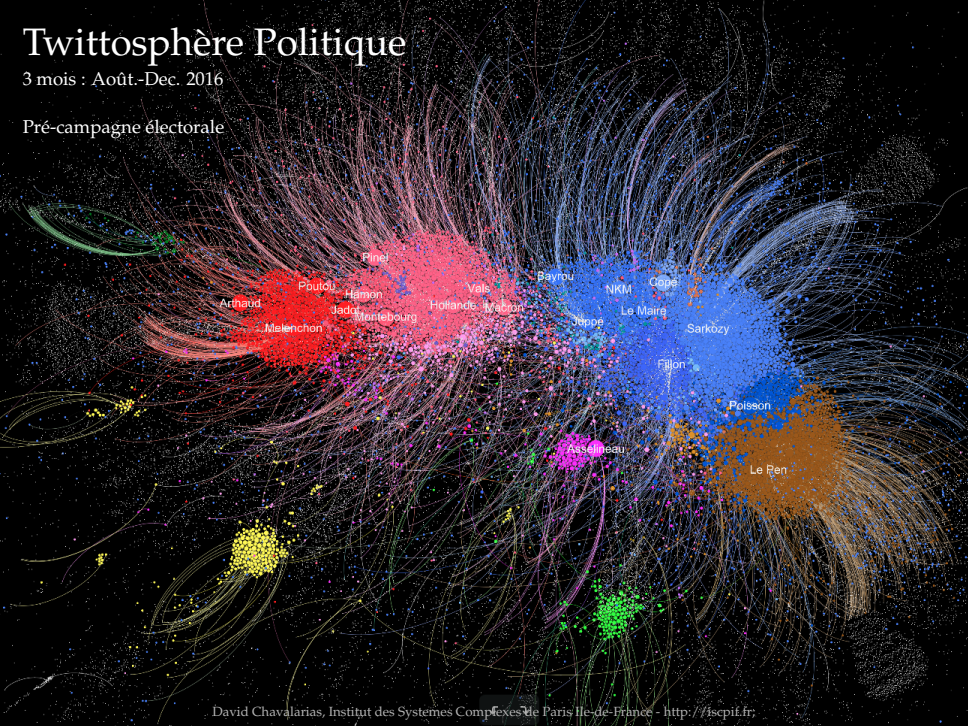 Twittosphère Politique
3 mois : Août.-Dec. 2016
Pré-campagne électorale
Pinel
Bayrou
Poutou
Hamon
Vals
NKM
Cope
Arthaud
Jadot
Montebourg
Hollande
Macron
Juppe
Le Maire
Melenchon
Sarkozy
Fillon
Poisson
Asselineau
Le Pen
David Chavalarias, Institut des Systemes Complexes de Paris Ile-de-France - http://iscpif.fr;